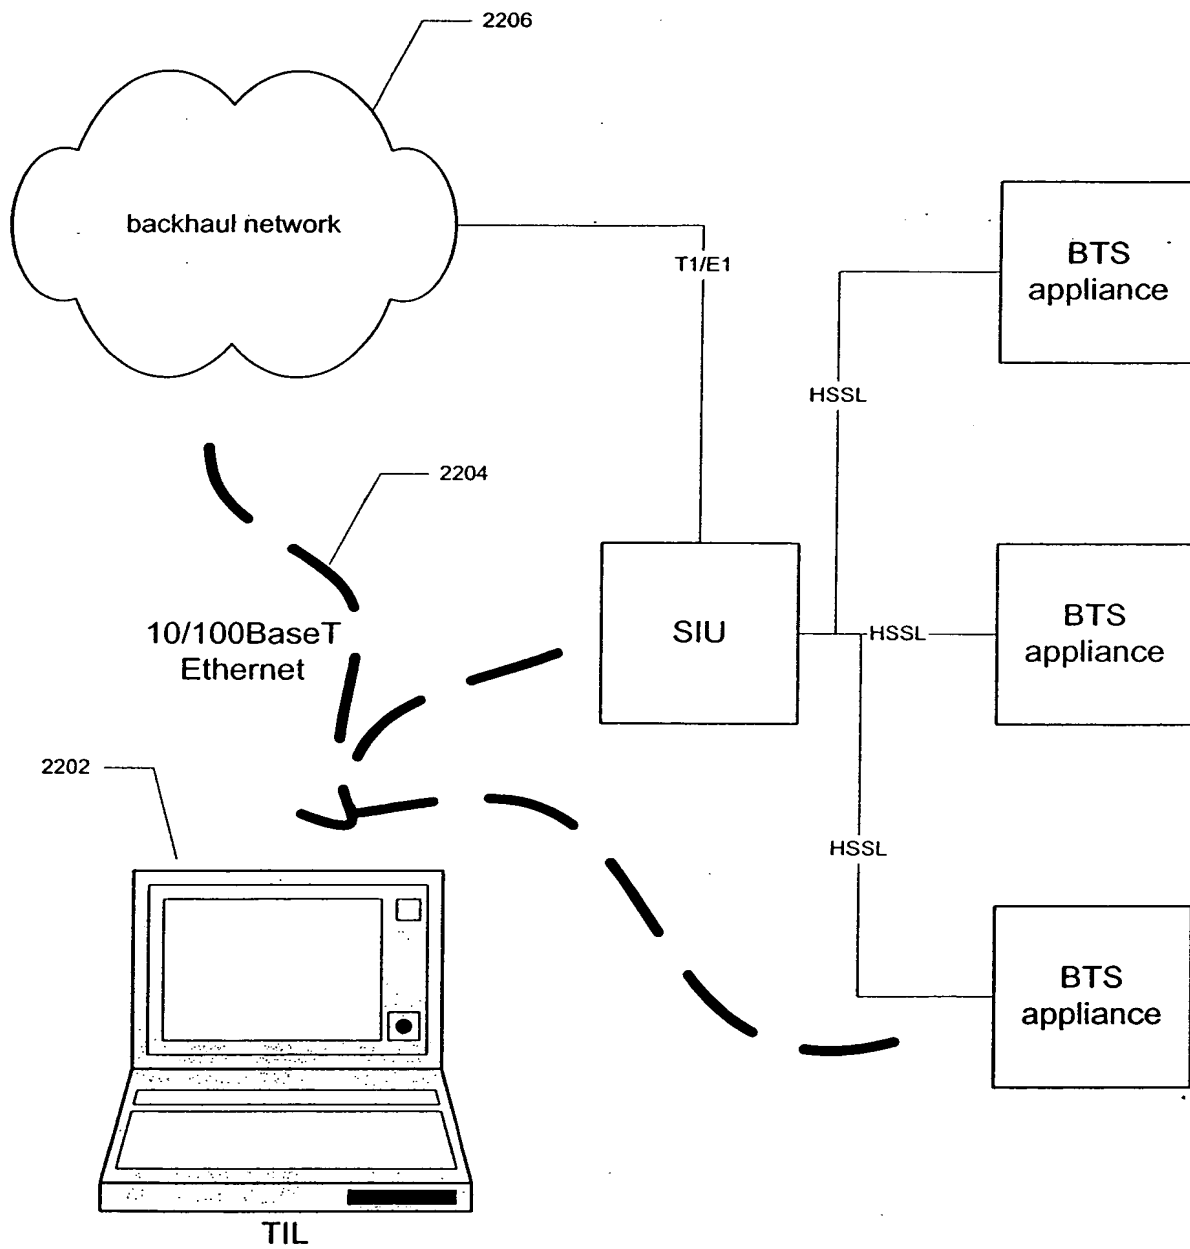 2206
backhaul network
T1/E1
BTS
appliance
HSSL
2204
10/100BaseT
Ethernet
SIU
HSSL
BTS
appliance
2202
HSSL
BTS
appliance
TIL